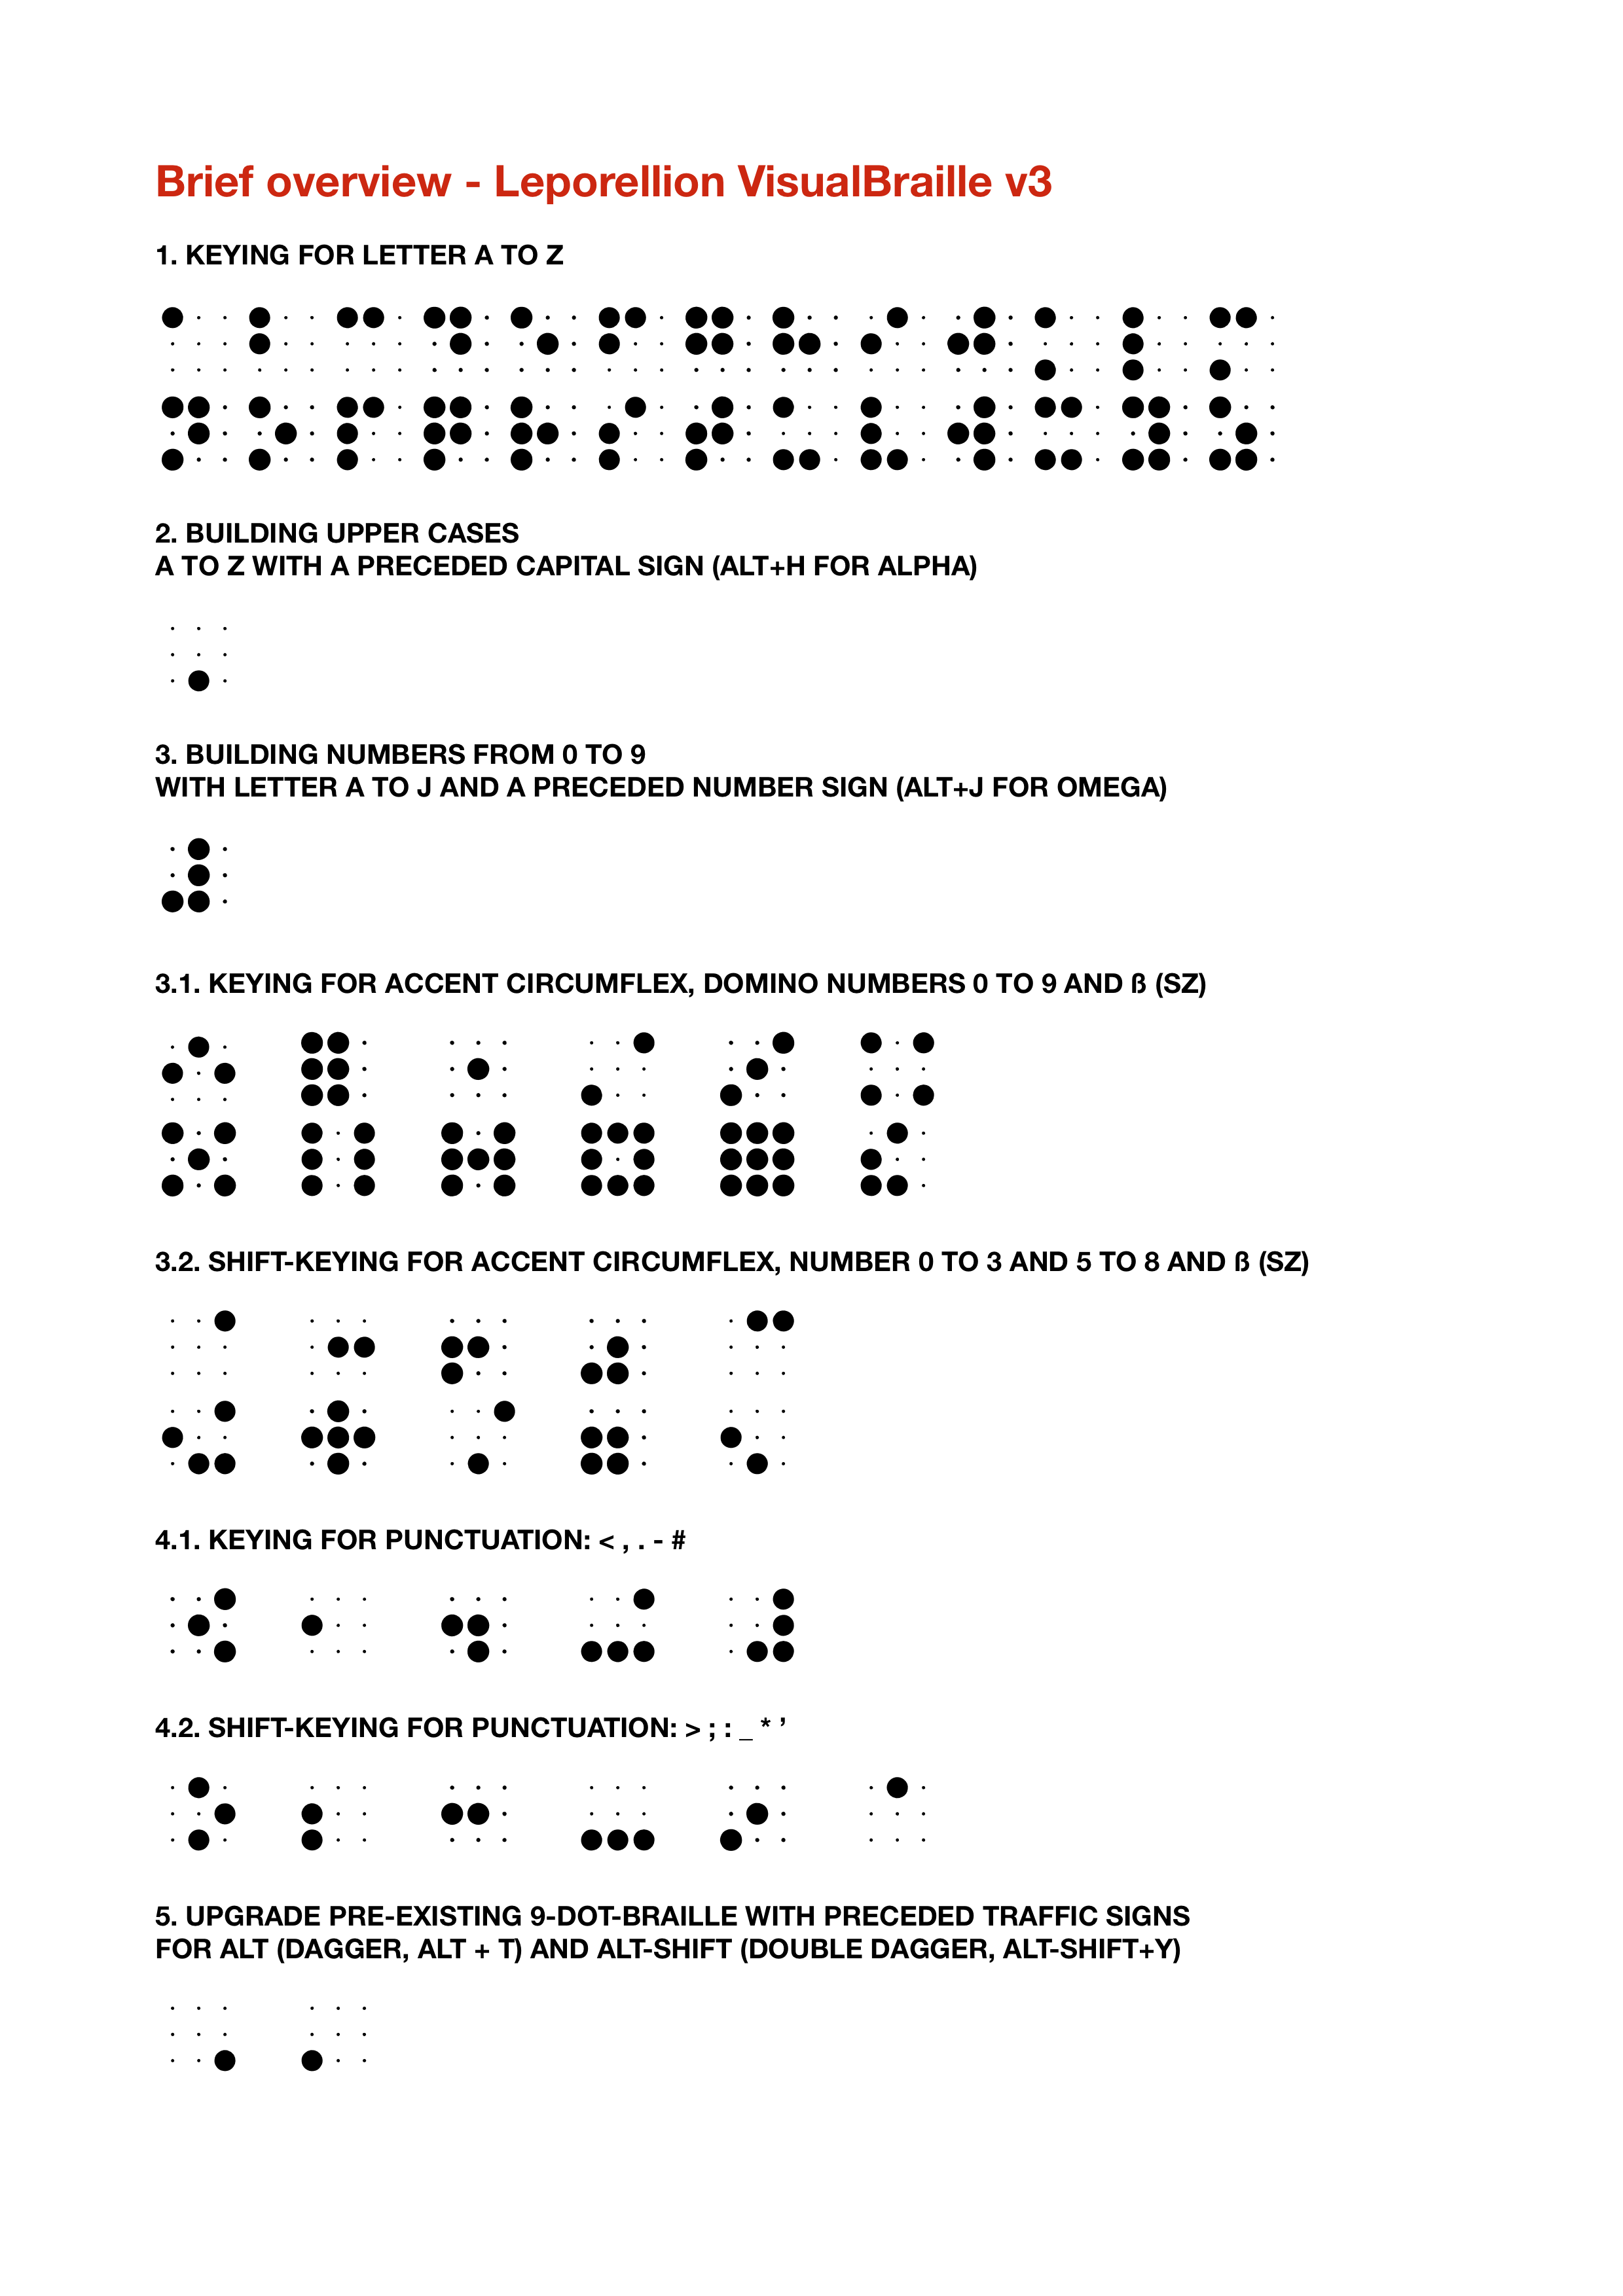 Brief overview - Leporellion VisualBraille v3
1. KEYING FOR LETTER A TO Z
2. BUILDING UPPER CASES
A TO Z WITH A PRECEDED CAPITAL SIGN (ALT+H FOR ALPHA)
3. BUILDING NUMBERS FROM 0 TO 9
WITH LETTER A TO J AND A PRECEDED NUMBER SIGN (ALT+J FOR OMEGA)
3.1. KEYING FOR ACCENT CIRCUMFLEX, DOMINO NUMBERS 0 TO 9 AND ß (SZ)
3.2. SHIFT-KEYING FOR ACCENT CIRCUMFLEX, NUMBER 0 TO 3 AND 5 TO 8 AND ß (SZ)
4.1. KEYING FOR PUNCTUATION: < , . - #
4.2. SHIFT-KEYING FOR PUNCTUATION: > ; : _ * ’
5. UPGRADE PRE-EXISTING 9-DOT-BRAILLE WITH PRECEDED TRAFFIC SIGNS
FOR ALT (DAGGER, ALT + T) AND ALT-SHIFT (DOUBLE DAGGER, ALT-SHIFT+Y)